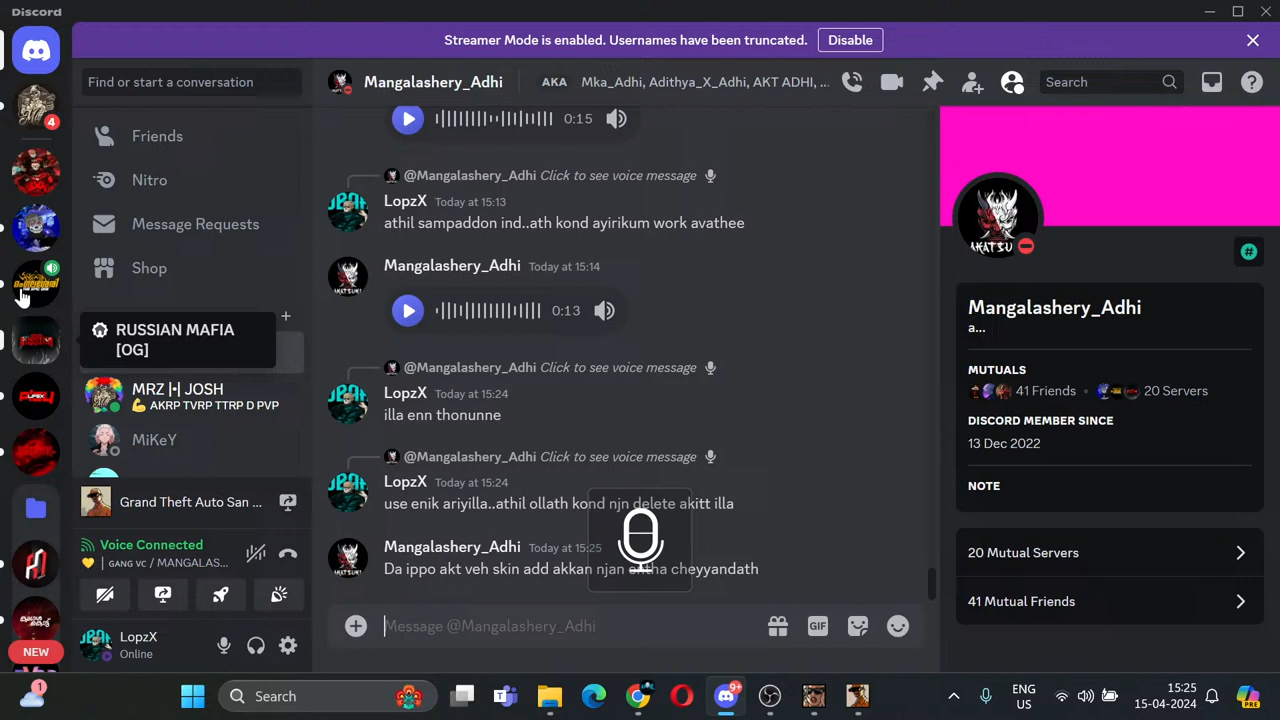 Discord
Streamer Mode is enabled. Usernames have been truncated.
Disable
Find or start a conversation
Mangalashery_Adhi
AKA
Mka_Adhi, Adithya_X_Adhi, AKT ADHI, ...
Search
4
Friends
Nitro
Message Requests
Shop
RUSSIAN MAFIA
[OG]
MRZ |•| JOSH
💪 AKRP TVRP TTRP D PVP
MiKeY
Grand Theft Auto San ...
Voice Connected
💛 | GANG VC / MANGALAS...
LopzX
Online
NEW
0:15
@Mangalashery_Adhi Click to see voice message
LopzX Today at 15:13
athil sampaddon ind..ath kond ayirikum work avathee
Mangalashery_Adhi Today at 15:14
0:13
@Mangalashery_Adhi Click to see voice message
LopzX Today at 15:24
illa enn thonunne
@Mangalashery_Adhi Click to see voice message
LopzX Today at 15:24
use enik ariyilla..athil ollath kond njn delete akitt illa
Mangalashery_Adhi Today at 15:25
Da ippo akt veh skin add akkan njan entha cheyyandath
Message @Mangalashery_Adhi
GIF
AKATSU
Mangalashery_Adhi
a...
MUTUALS
41 Friends • 20 Servers
DISCORD MEMBER SINCE
13 Dec 2022
NOTE
20 Mutual Servers
41 Mutual Friends
1
Search
9+
ENG
US
15:25
15-04-2024
PRE